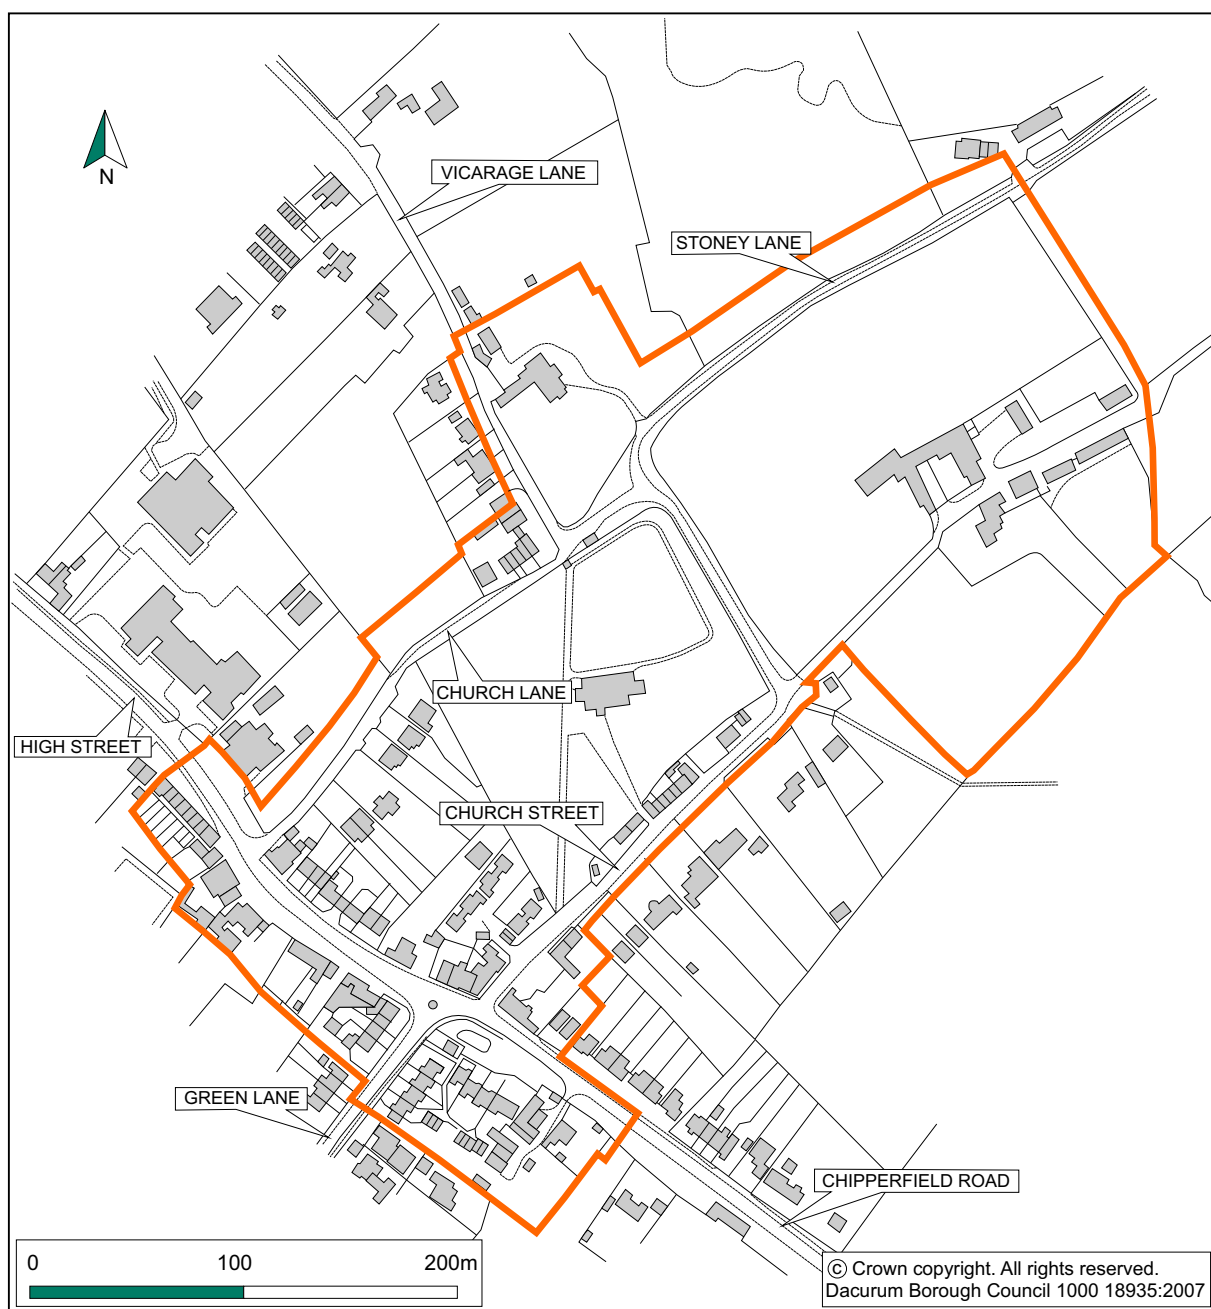 N
VICARAGE LANE
STONEY LANE
CHURCH LANE
HIGH STREET
CHURCH STREET
GREEN LANE
CHIPPERFIELD ROAD
0 100 200m
© Crown copyright. All rights reserved.
Dacurum Borough Council 1000 18935:2007